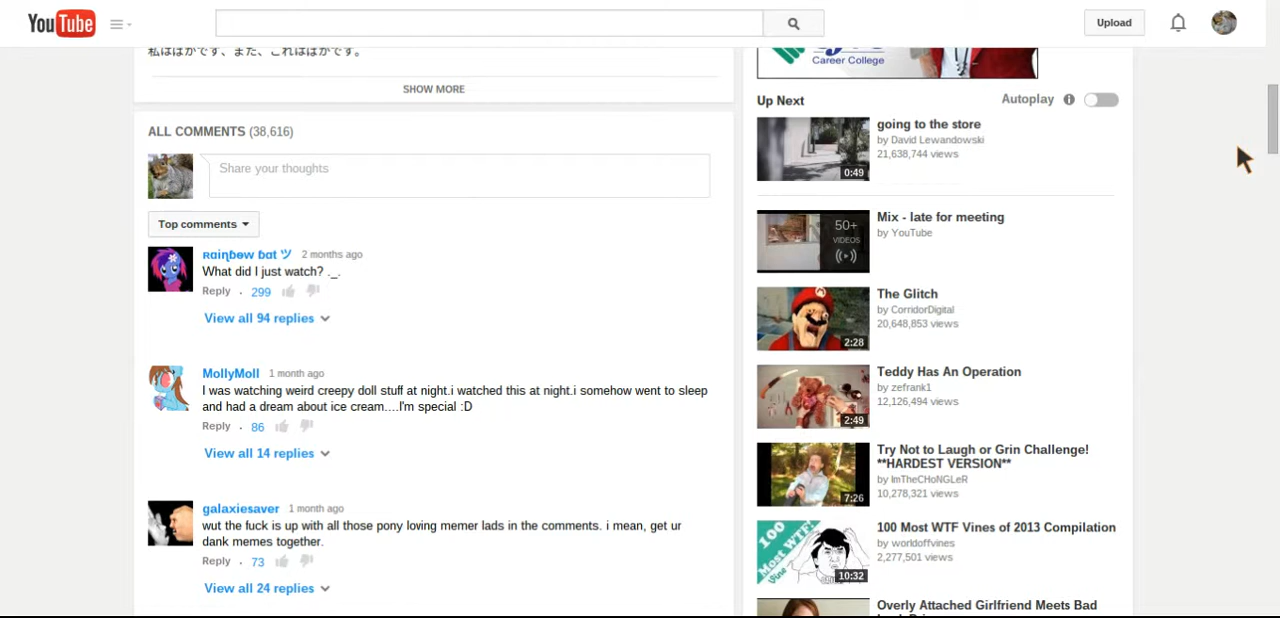 YouTube
Upload
私はばかです、また、これはばかです。
SHOW MORE
Career College
Up Next
Autoplay
ALL COMMENTS (38,616)
Share your thoughts
Top comments
ʀαiɳɓɵw ɓαt ツ 2 months ago
What did I just watch? ._.
Reply . 299
View all 94 replies
MollyMoll 1 month ago
I was watching weird creepy doll stuff at night.i watched this at night.i somehow went to sleep
and had a dream about ice cream....I'm special :D
Reply . 86
View all 14 replies
galaxiesaver 1 month ago
wut the fuck is up with all those pony loving memer lads in the comments. i mean, get ur
dank memes together.
Reply . 73
View all 24 replies
0:49
going to the store
by David Lewandowski
21,638,744 views
50+
VIDEOS
Mix - late for meeting
by YouTube
2:28
The Glitch
by CorridorDigital
20,648,853 views
2:49
Teddy Has An Operation
by zefrank1
12,126,494 views
7:26
Try Not to Laugh or Grin Challenge!
**HARDEST VERSION**
by ImTheCHoNGLeR
10,278,321 views
100
Most WTF
Vine
10:32
100 Most WTF Vines of 2013 Compilation
by worldoffvines
2,277,501 views
Overly Attached Girlfriend Meets Bad